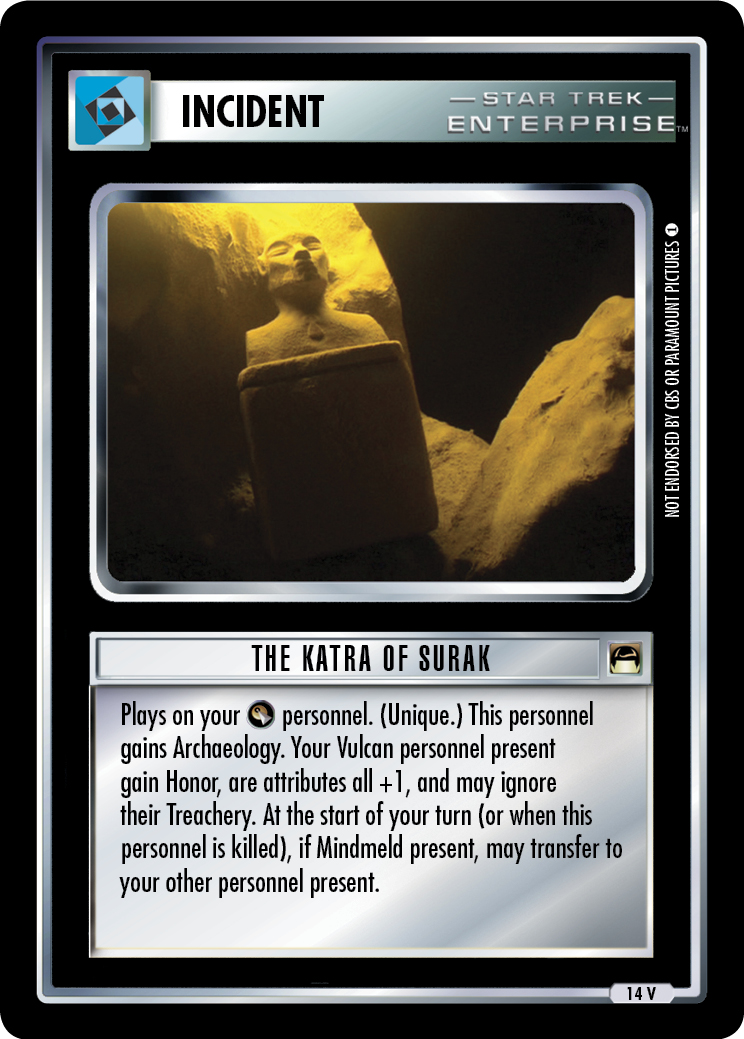 INCIDENT
— STAR TREK —
ENTERPRISE™
NOT ENDORSED BY CBS OR PARAMOUNT PICTURES 1
THE KATRA OF SURAK
Plays on your personnel. (Unique.) This personnel
gains Archaeology. Your Vulcan personnel present
gain Honor, are attributes all +1, and may ignore
their Treachery. At the start of your turn (or when this
personnel is killed), if Mindmeld present, may transfer to
your other personnel present.
14 V